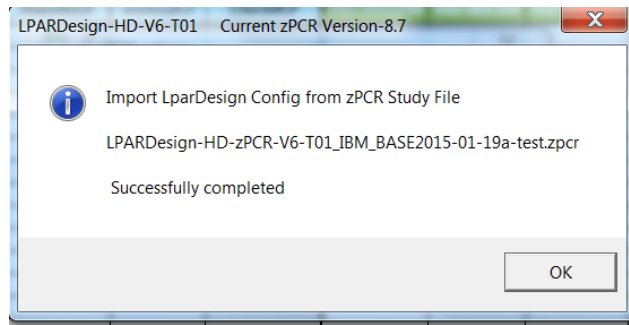 LPARDesign-HD-V6-T01 Current zPCR Version-8.7
Import LparDesign Config from zPCR Study File
LPARDesign-HD-zPCR-V6-T01_IBM_BASE2015-01-19a-test.zpcr
Successfully completed
OK